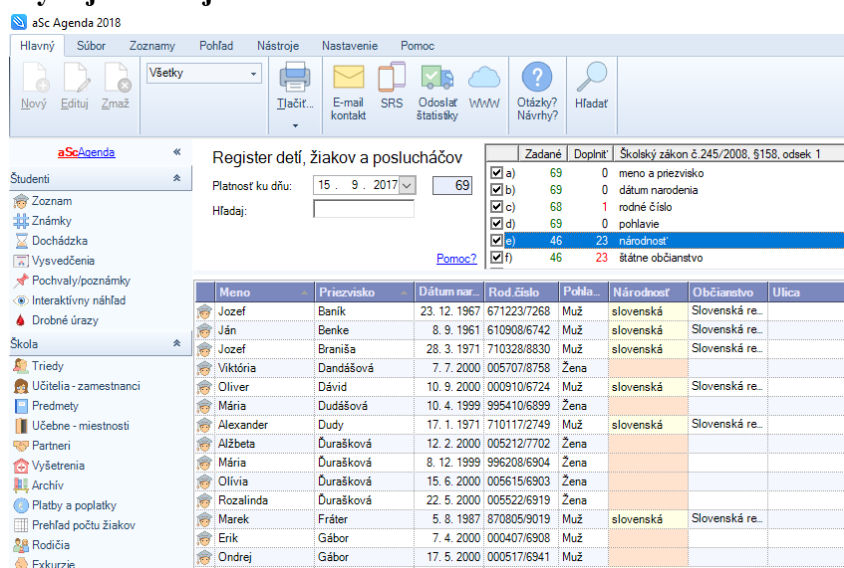 aSc Agenda 2018
Hlavný Súbor Zoznamy Pohľad Nástroje Nastavenie Pomoc
Nový Edituj Zmaž
Všetky
Tlačiť...
E-mail kontakt
SRS
Odoslať štatistiky
WWW
Otázky? Návrhy?
Hľadať
aScAgenda «
Študenti
Zoznam
Známky
Dochádzka
Vysvedčenia
Pochvaly/poznámky
Interaktívny náhľad
Drobné úrazy
Škola
Triedy
Učitelia - zamestnanci
Predmety
Učebne - miestnosti
Partneri
Vyšetrenia
Archív
Platby a poplatky
Prehľad počtu žiakov
Rodičia
Exkurzie
Register detí, žiakov a poslucháčov
Platnosť ku dňu: 15 . 9 . 2017 69
Hľadaj:
Pomoc?
Zadané Doplniť Školský zákon č.245/2008, §158, odsek 1
a) 69 0 meno a priezvisko
b) 69 0 dátum narodenia
c) 68 1 rodné číslo
d) 69 0 pohlavie
e) 46 23 národnosť
f) 46 23 štátne občianstvo
Meno Priezvisko Dátum nar... Rod.číslo Pohla... Národnosť Občianstvo Ulica
Jozef Baník 23. 12. 1967 671223/7268 Muž slovenská Slovenská re...
Ján Benke 8. 9. 1961 610908/6742 Muž slovenská Slovenská re...
Jozef Braniša 28. 3. 1971 710328/8830 Muž slovenská Slovenská re...
Viktória Dandášová 7. 7. 2000 005707/8758 Žena
Oliver Dávid 10. 9. 2000 000910/6724 Muž slovenská Slovenská re...
Mária Dudášová 10. 4. 1999 995410/6899 Žena
Alexander Dudy 17. 1. 1971 710117/2749 Muž slovenská Slovenská re...
Alžbeta Ďurašková 12. 2. 2000 005212/7702 Žena
Mária Ďurašková 8. 12. 1999 996208/6904 Žena
Olívia Ďurašková 15. 6. 2000 005615/6903 Žena
Rozalinda Ďurašková 22. 5. 2000 005522/6919 Žena
Marek Fráter 5. 8. 1987 870805/9019 Muž slovenská Slovenská re...
Erik Gábor 7. 4. 2000 000407/6908 Muž
Ondrej Gábor 17. 5. 2000 000517/6941 Muž